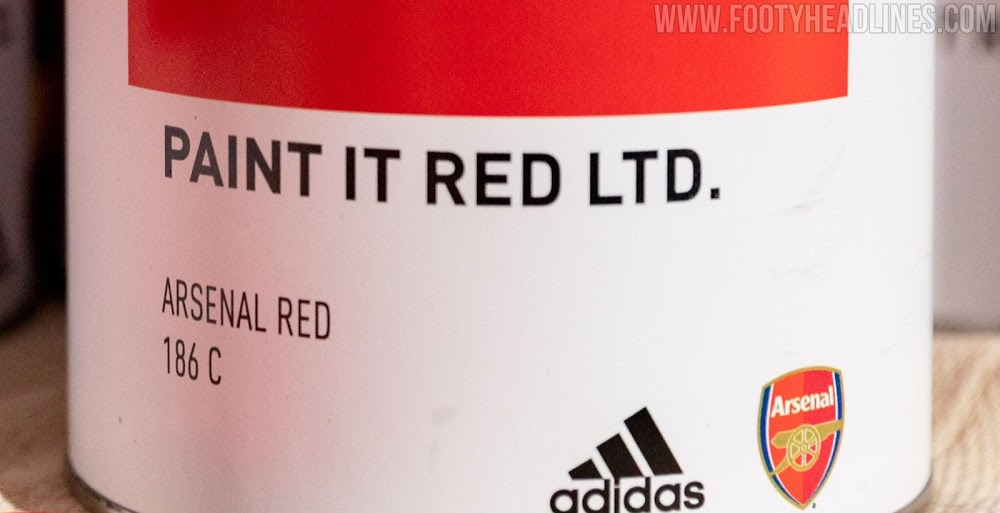 WWW.FOOTYHEADLINES.COM
PAINT IT RED LTD.
ARSENAL RED
186 C
Arsenal
adidas